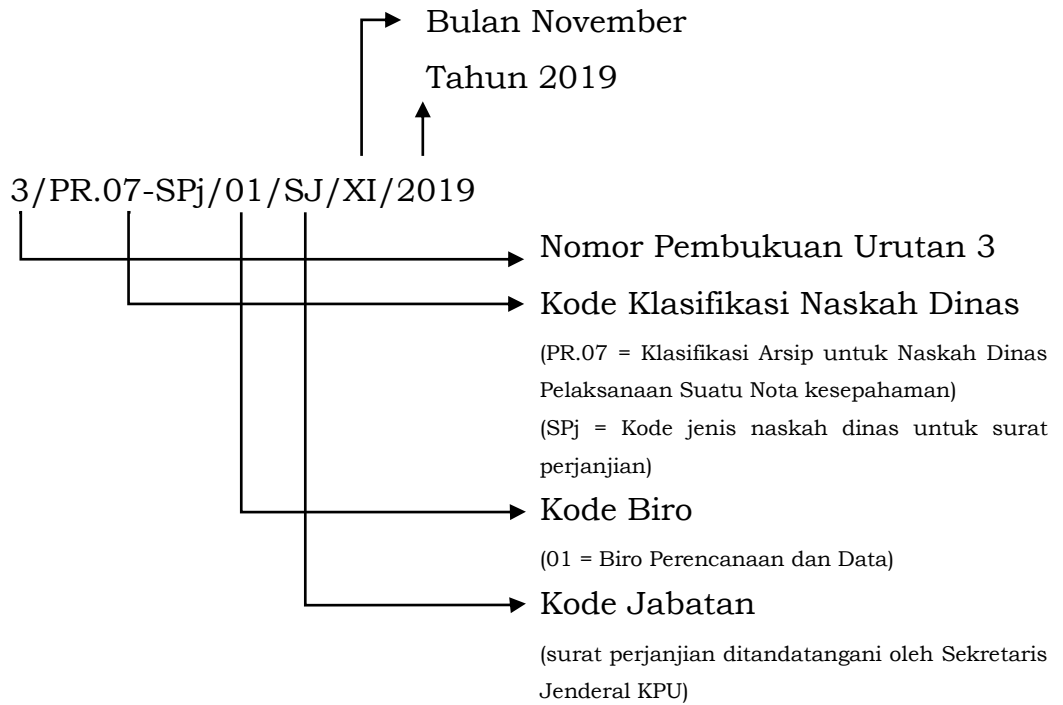 Bulan November
Tahun 2019
3/PR.07-SPj/01/SJ/XI/2019
Nomor Pembukuan Urutan 3
Kode Klasifikasi Naskah Dinas
(PR.07 = Klasifikasi Arsip untuk Naskah Dinas
Pelaksanaan Suatu Nota kesepahaman)
(SPj = Kode jenis naskah dinas untuk surat
perjanjian)
Kode Biro
(01 = Biro Perencanaan dan Data)
Kode Jabatan
(surat perjanjian ditandatangani oleh Sekretaris
Jenderal KPU)